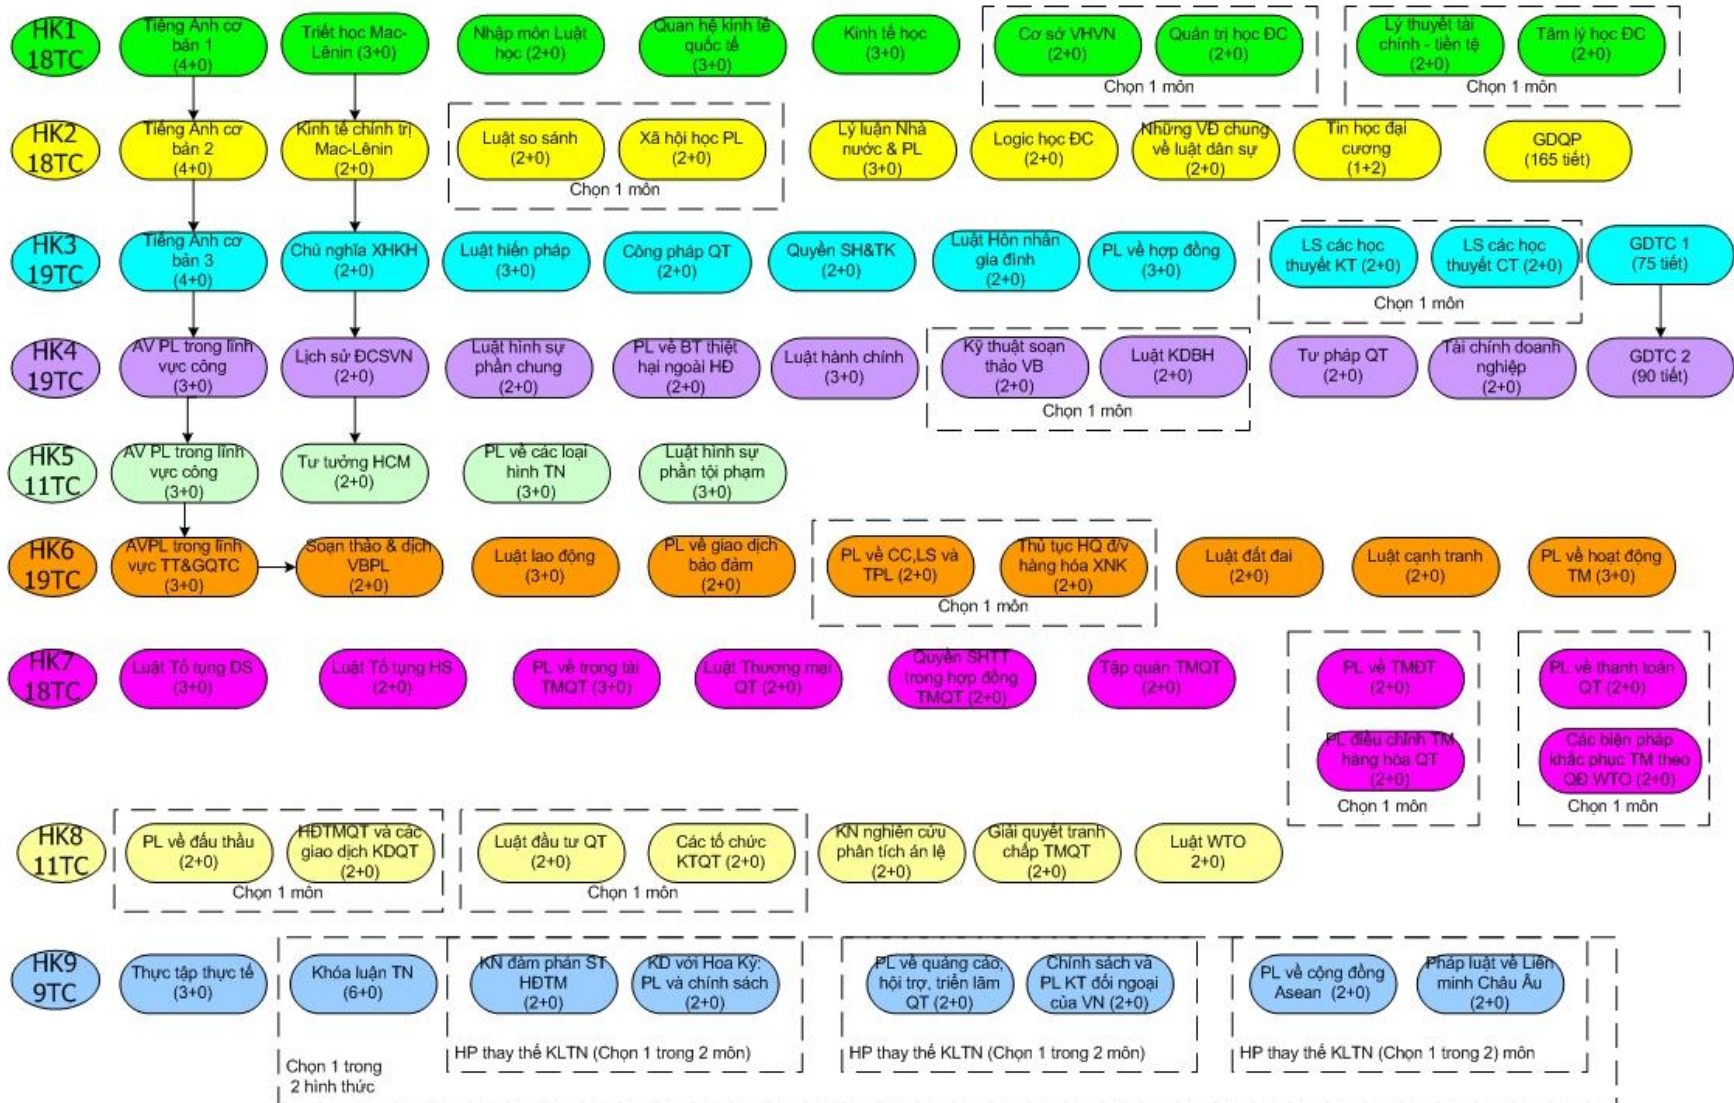 HK1
18TC
Tiếng Anh cơ
bản 1
(4+0)
Triết học Mac-
Lênin (3+0)
Nhập môn Luật
học (2+0)
Quan hệ kinh tế
quốc tế
(3+0)
Kinh tế học
(3+0)
Cơ sở VHVN
(2+0)
Quản trị học ĐC
(2+0)
Chọn 1 môn
Lý thuyết tài
chính - tiền tệ
(2+0)
Tâm lý học ĐC
(2+0)
Chọn 1 môn
HK2
18TC
Tiếng Anh cơ
bản 2
(4+0)
Kinh tế chính trị
Mac-Lênin
(2+0)
Luật so sánh
(2+0)
Xã hội học PL
(2+0)
Chọn 1 môn
Lý luận Nhà
nước & PL
(3+0)
Logic học ĐC
(2+0)
Những VĐ chung
về luật dân sự
(2+0)
Tin học đại
cương
(1+2)
GDQP
(165 tiết)
HK3
19TC
Tiếng Anh cơ
bản 3
(4+0)
Chủ nghĩa XHKH
(2+0)
Luật hiến pháp
(3+0)
Công pháp QT
(2+0)
Quyền SH&TK
(2+0)
Luật Hôn nhân
gia đình
(2+0)
PL về hợp đồng
(3+0)
LS các học
thuyết KT (2+0)
LS các học
thuyết CT (2+0)
Chọn 1 môn
GDTC 1
(75 tiết)
HK4
19TC
AV PL trong lĩnh
vực công
(3+0)
Lịch sử ĐCSVN
(2+0)
Luật hình sự
phần chung
(2+0)
PL về BT thiệt
hại ngoài HĐ
(2+0)
Luật hành chính
(3+0)
Kỹ thuật soạn
thảo VB
(2+0)
Luật KDBH
(2+0)
Chọn 1 môn
Tư pháp QT
(2+0)
Tài chính doanh
nghiệp
(2+0)
GDTC 2
(90 tiết)
HK5
11TC
AV PL trong lĩnh
vực công
(3+0)
Tư tưởng HCM
(2+0)
PL về các loại
hình TN
(3+0)
Luật hình sự
phần tội phạm
(3+0)
HK6
19TC
AVPL trong lĩnh
vực TT&GQTC
(3+0)
Soạn thảo & dịch
VBPL
(2+0)
Luật lao động
(3+0)
PL về giao dịch
bảo đảm
(2+0)
PL về CC,LS và
TPL (2+0)
Thủ tục HQ đ/v
hàng hóa XNK
(2+0)
Chọn 1 môn
Luật đất đai
(2+0)
Luật cạnh tranh
(2+0)
PL về hoạt động
TM (3+0)
HK7
18TC
Luật Tố tụng DS
(3+0)
Luật Tố tụng HS
(2+0)
PL về trọng tài
TMQT (3+0)
Luật Thương mại
QT (2+0)
Quyền SHTT
trong hợp đồng
TMQT (2+0)
Tập quán TMQT
(2+0)
PL về TMĐT
(2+0)
PL điều chỉnh TM
hàng hóa QT
(2+0)
Chọn 1 môn
PL về thanh toán
QT (2+0)
Các biện pháp
khắc phục TM theo
QĐ WTO (2+0)
Chọn 1 môn
HK8
11TC
PL về đấu thầu
(2+0)
HĐTMQT và các
giao dịch KDQT
(2+0)
Chọn 1 môn
Luật đầu tư QT
(2+0)
Các tổ chức
KTQT (2+0)
Chọn 1 môn
KN nghiên cứu
phân tích án lệ
(2+0)
Giải quyết tranh
chấp TMQT
(2+0)
Luật WTO
2+0)
HK9
9TC
Thực tập thực tế
(3+0)
Khóa luận TN
(6+0)
KN đàm phán ST
HĐTM
(2+0)
KD với Hoa Kỳ:
PL và chính sách
(2+0)
HP thay thế KLTN (Chọn 1 trong 2 môn)
PL về quảng cáo,
hội trợ, triển lãm
QT (2+0)
Chính sách và
PL KT đối ngoại
của VN (2+0)
HP thay thế KLTN (Chọn 1 trong 2 môn)
PL về cộng đồng
Asean (2+0)
Pháp luật về Liên
minh Châu Âu
(2+0)
HP thay thế KLTN (Chọn 1 trong 2) môn
Chọn 1 trong
2 hình thức